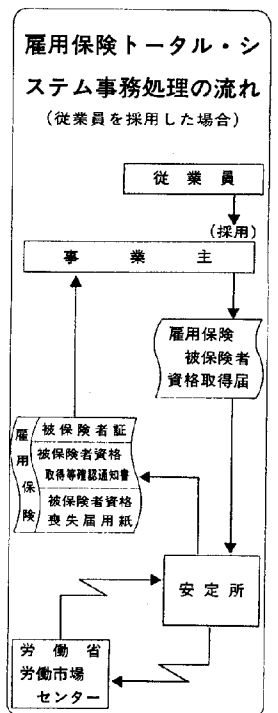 雇用保険トータル・シ
ステム事務処理の流れ
(従業員を採用した場合)
従業員
(採用)
事業主
雇用保険
被保険者
資格取得届
雇用保険
被保険者証
被保険者資格
取得等確認通知書
被保険者資格
喪失届用紙
安定所
労働省
労働市場
センター